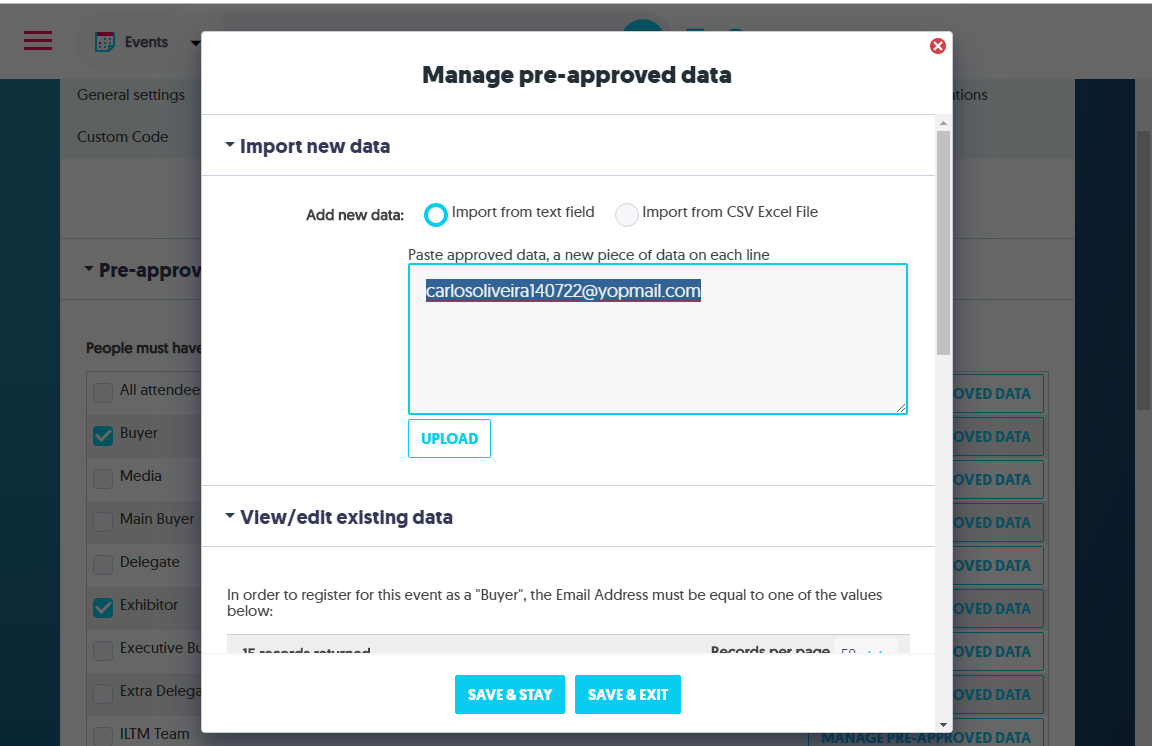 Events
Manage pre-approved data
General settings
Custom Code
Import new data
Add new data: Import from text field Import from CSV Excel File
Paste approved data, a new piece of data on each line
carlosoliveira140722@yopmail.com
UPLOAD
Pre-approv
People must have
All attendee
OVED DATA
Buyer
OVED DATA
Media
OVED DATA
Main Buyer
OVED DATA
Delegate
OVED DATA
Exhibitor
OVED DATA
Executive Bu
OVED DATA
Extra Delega
OVED DATA
ILTM Team
MANAGE PRE-APPROVED DATA
View/edit existing data
In order to register for this event as a "Buyer", the Email Address must be equal to one of the values
below:
15 records returned Records per page 50
SAVE & STAY SAVE & EXIT